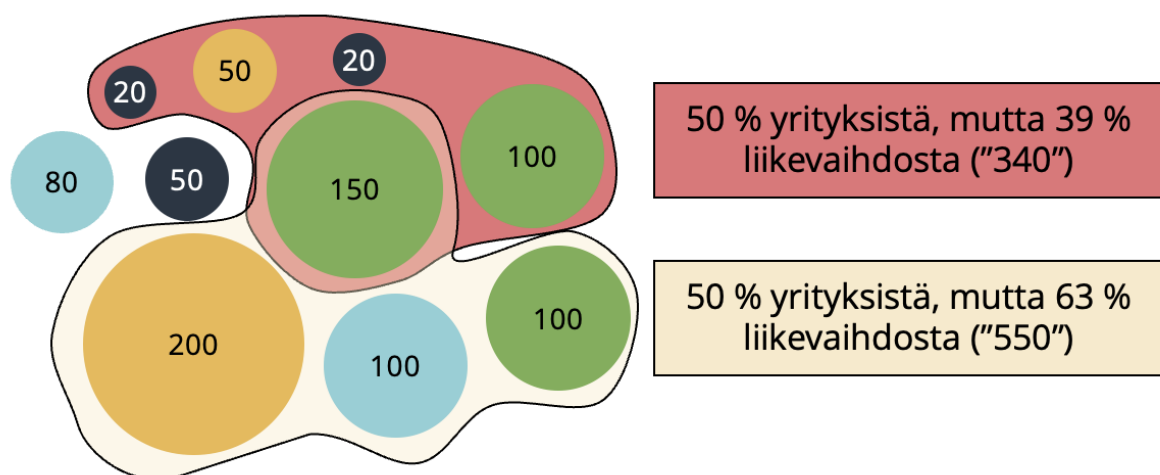 20
50
20
100
80
50
150
50 % yrityksistä, mutta 39 %
liikevaihdosta (”340”)
200
100
100
50 % yrityksistä, mutta 63 %
liikevaihdosta (”550”)